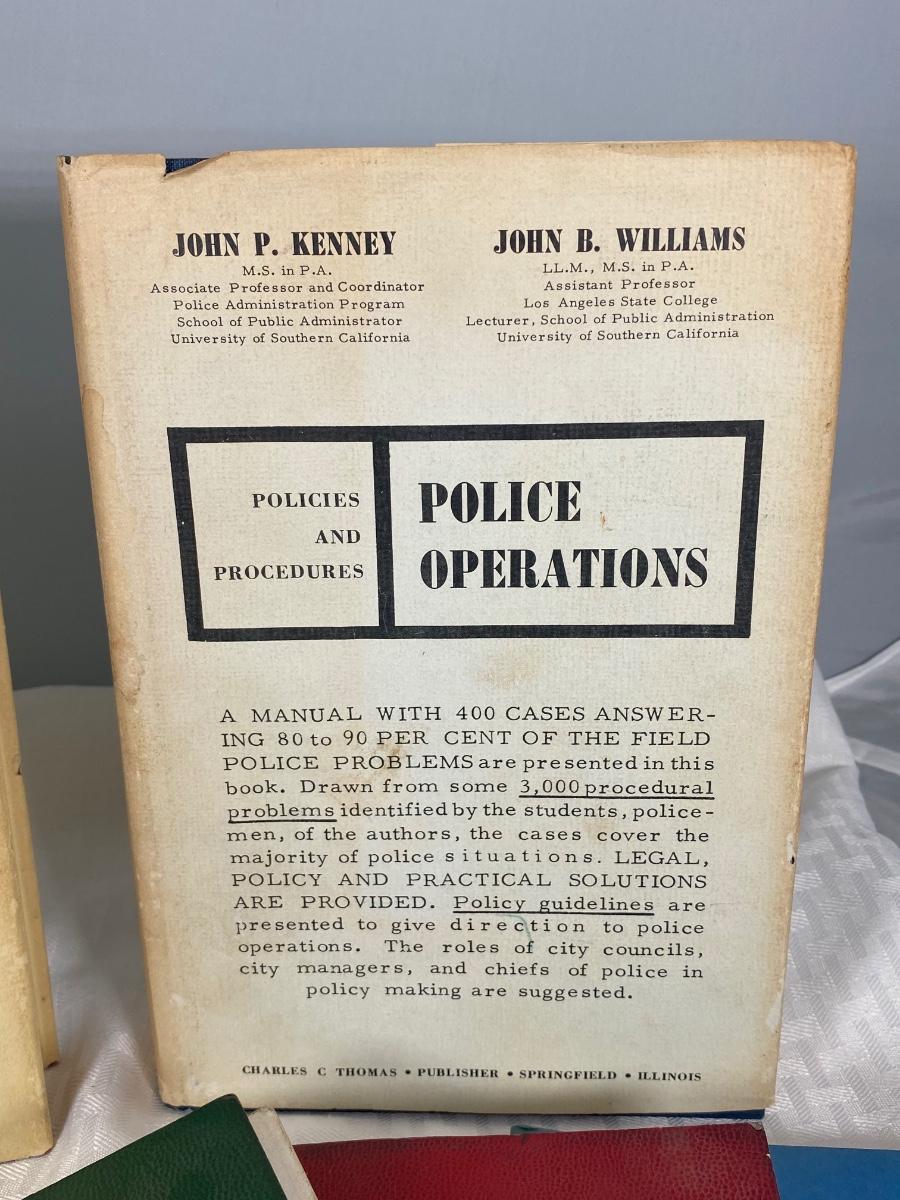 JOHN P. KENNEY
M.S. in P.A.
Associate Professor and Coordinator
Police Administration Program
School of Public Administrator
University of Southern California
JOHN B. WILLIAMS
LL.M., M.S. in P.A.
Assistant Professor
Los Angeles State College
Lecturer, School of Public Administration
University of Southern California
POLICIES
AND
PROCEDURES
POLICE
OPERATIONS
A MANUAL WITH 400 CASES ANSWER-
ING 80 to 90 PER CENT OF THE FIELD
POLICE PROBLEMS are presented in this
book. Drawn from some 3,000 procedural
problems identified by the students, police-
men, of the authors, the cases cover the
majority of police situations. LEGAL,
POLICY AND PRACTICAL SOLUTIONS
ARE PROVIDED. Policy guidelines are
presented to give direction to police
operations. The roles of city councils,
city managers, and chiefs of police in
policy making are suggested.
CHARLES C THOMAS • PUBLISHER • SPRINGFIELD • ILLINOIS